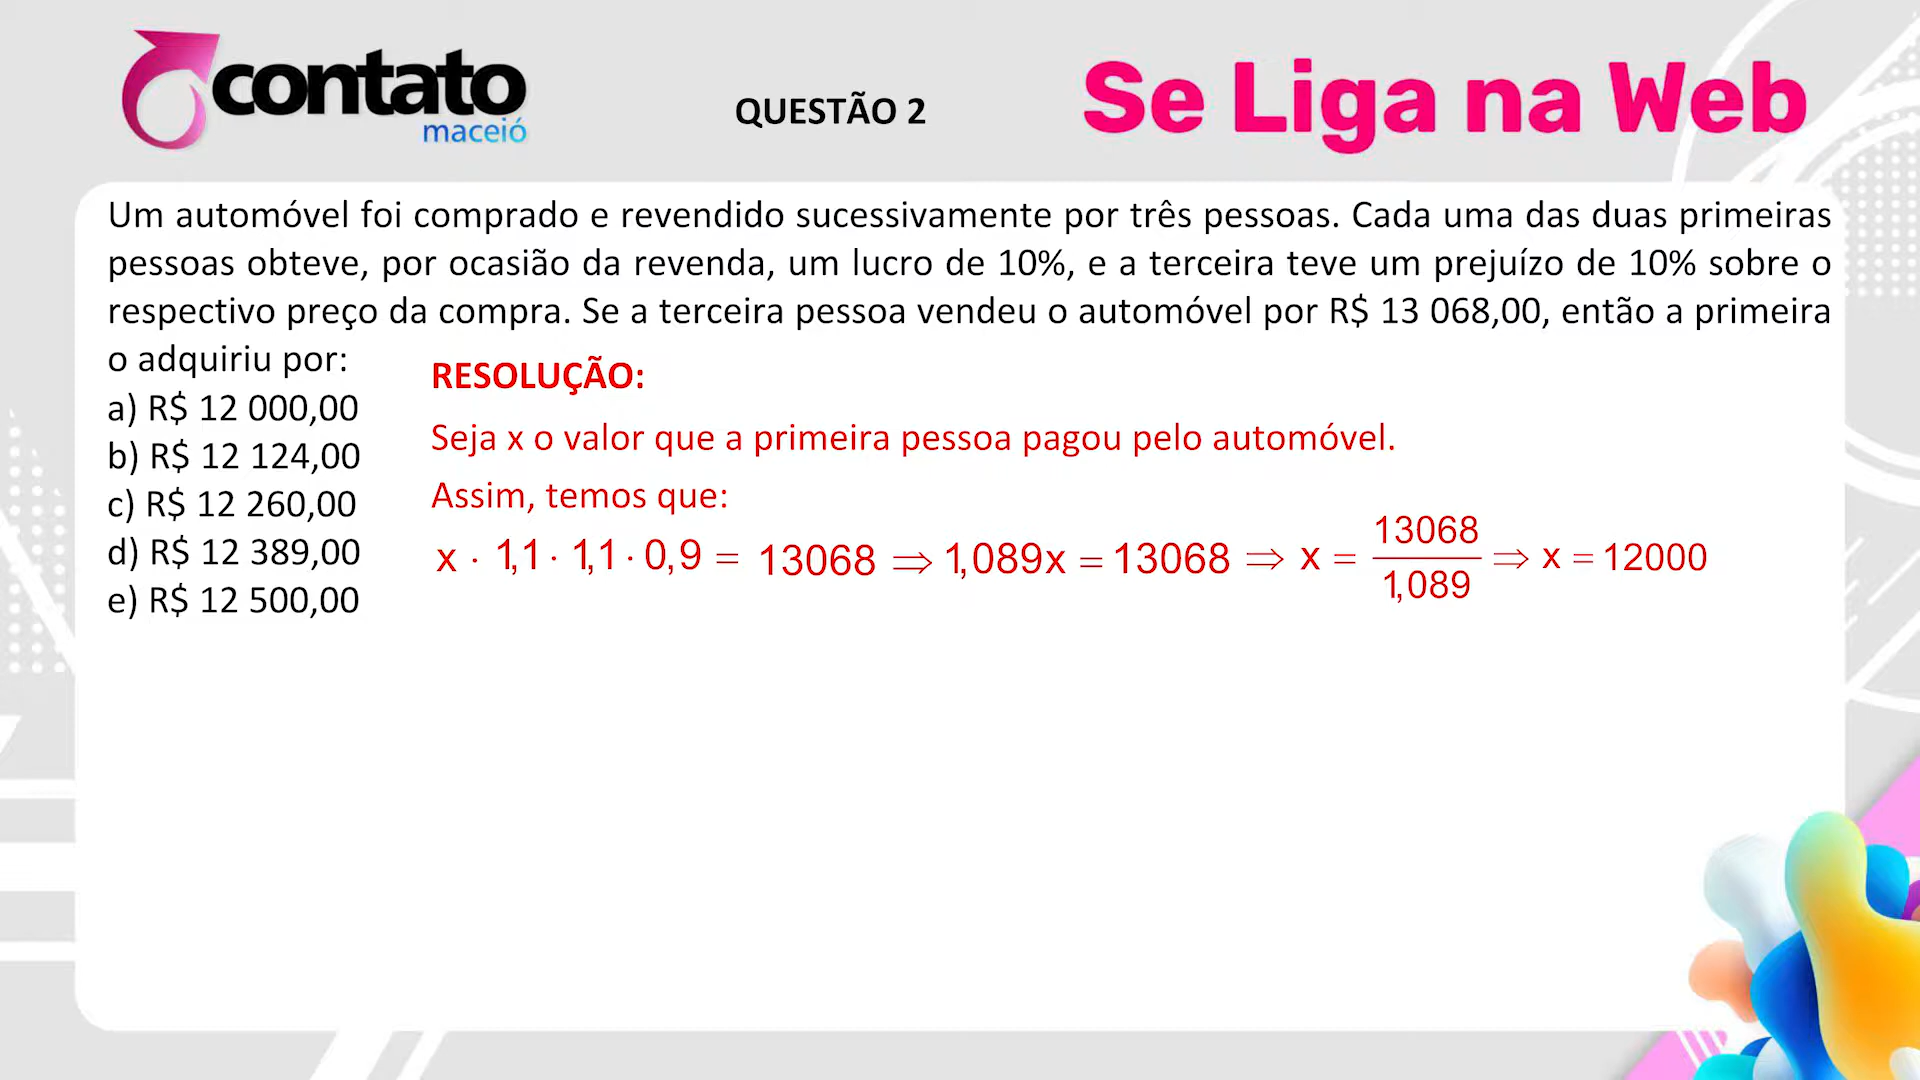 contato
maceió
QUESTÃO 2
Se Liga na Web
Um automóvel foi comprado e revendido sucessivamente por três pessoas. Cada uma das duas primeiras
pessoas obteve, por ocasião da revenda, um lucro de 10%, e a terceira teve um prejuízo de 10% sobre o
respectivo preço da compra. Se a terceira pessoa vendeu o automóvel por R$ 13 068,00, então a primeira
o adquiriu por:
a) R$ 12 000,00
b) R$ 12 124,00
c) R$ 12 260,00
d) R$ 12 389,00
e) R$ 12 500,00
RESOLUÇÃO:
Seja x o valor que a primeira pessoa pagou pelo automóvel.
Assim, temos que:
x · 1,1 · 1,1 · 0,9 = 13068 ⇒ 1,089x = 13068 ⇒ x = 13068/1,089 ⇒ x = 12000